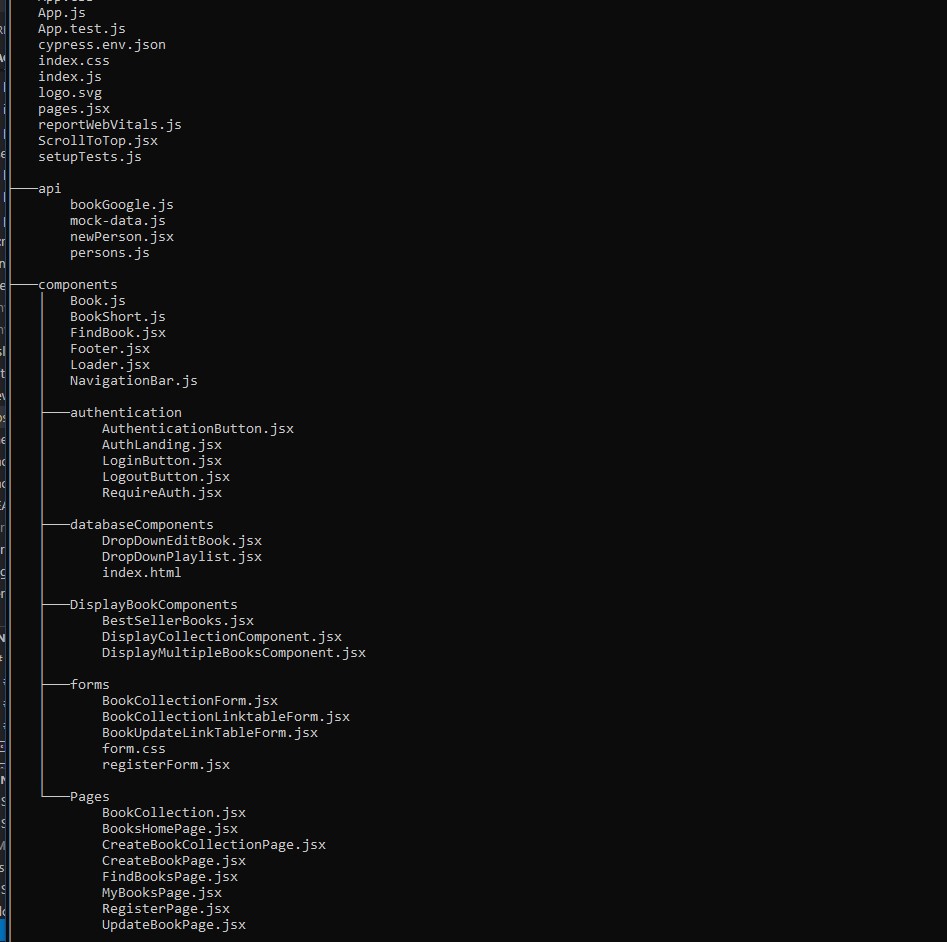 App.js
App.test.js
cypress.env.json
index.css
index.js
logo.svg
pages.jsx
reportWebVitals.js
ScrollToTop.jsx
setupTests.js
api
bookGoogle.js
mock-data.js
newPerson.jsx
persons.js
components
Book.js
BookShort.js
FindBook.jsx
Footer.jsx
Loader.jsx
NavigationBar.js
authentication
AuthenticationButton.jsx
AuthLanding.jsx
LoginButton.jsx
LogoutButton.jsx
RequireAuth.jsx
databaseComponents
DropDownEditBook.jsx
DropDownPlaylist.jsx
index.html
DisplayBookComponents
BestSellerBooks.jsx
DisplayCollectionComponent.jsx
DisplayMultipleBooksComponent.jsx
forms
BookCollectionForm.jsx
BookCollectionLinktableForm.jsx
BookUpdateLinkTableForm.jsx
form.css
registerForm.jsx
Pages
BookCollection.jsx
BooksHomePage.jsx
CreateBookCollectionPage.jsx
CreateBookPage.jsx
FindBooksPage.jsx
MyBooksPage.jsx
RegisterPage.jsx
UpdateBookPage.jsx